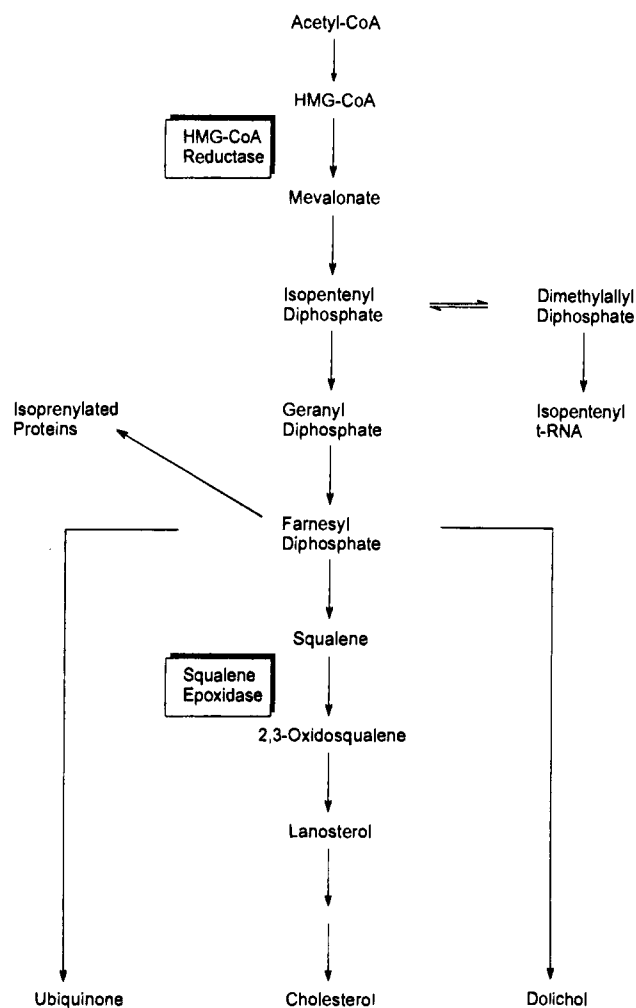 Acetyl-CoA
HMG-CoA
HMG-CoA
Reductase
Mevalonate
Isopentenyl
Diphosphate
Dimethylallyl
Diphosphate
Isoprenylated
Proteins
Geranyl
Diphosphate
Isopentenyl
t-RNA
Farnesyl
Diphosphate
Squalene
Squalene
Epoxidase
2,3-Oxidosqualene
Lanosterol
Ubiquinone
Cholesterol
Dolichol